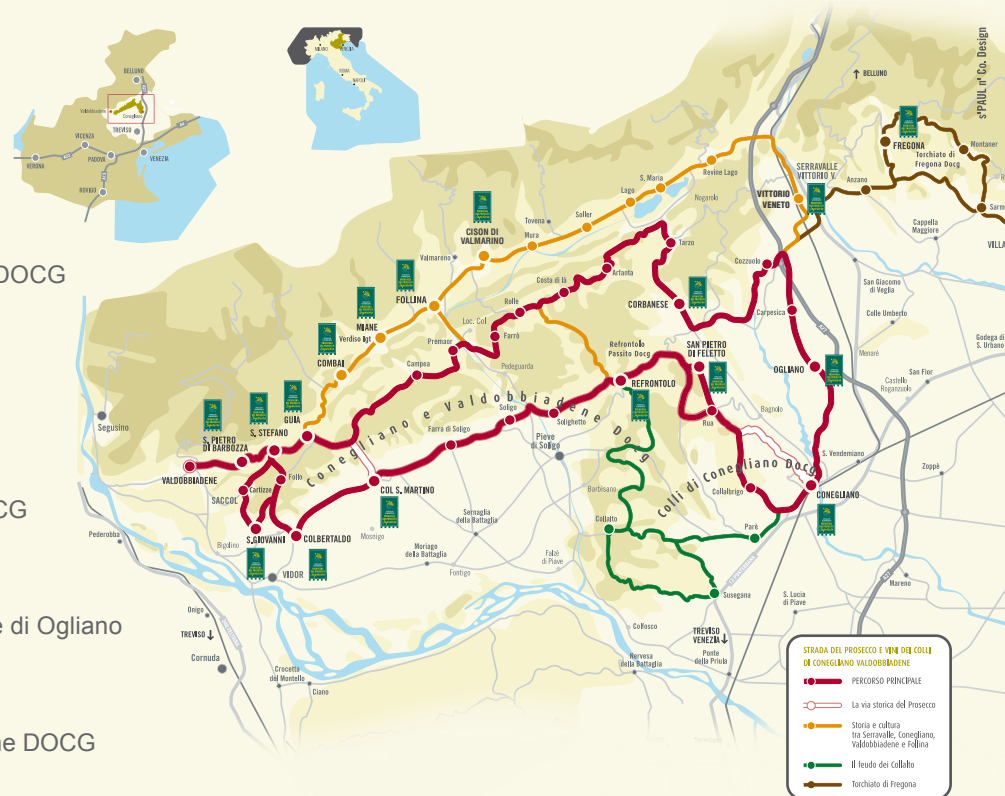 BELLUNO
Valdobbiadene
Conegliano
TREVISO
VICENZA
VERONA
PADOVA
VENEZIA
ROVIGO
MILANO
VENEZIA
ROMA
NAPOLI
s'PAUL n' Co. Design
↑ BELLUNO
FREGONA
Montaner
Torchiato di
Fregona Docg
SERRAVALLE
VITTORIO V.
Anzano
Revine Lago
S. Maria
Lago
Nogarolo
VITTORIO
VENETO
Sarm
Cappella
Maggiore
VILLA
Soller
Tovena
Mura
CISON DI
VALMARINO
Valmareno
Tarzo
Arfanta
Costa di là
Cozzuolo
San Giacomo
di Veglia
DOCG
FOLLINA
Rolle
CORBANESE
Carpesica
Colle Umberto
MIANE
Verdiso Igt
Loc. Col
Farrò
Premaor
Refrontolo
Passito Docg
SAN PIETRO
DI FELETTO
Menarè
Godega di
S. Urbano
COMBAI
Campea
Pedeguarda
OGLIANO
San Fior
REFRONTOLO
Castello
Roganzuolo
GUIA
Segusino
S. STEFANO
S. PIETRO
DI BARBOZZA
Conegliano e Valdobbiadene Docg
Soligo
Solighetto
Farra di Soligo
Rua
Bagnolo
Pieve
di Soligo
S. Vendemiano
VALDOBBIADENE
Follo
Cartizze
SACCOL
COL S. MARTINO
Barbisano
Colli di Conegliano Docg
Collalbrigo
Zoppè
CONEGLIANO
CG
Sernaglia
della Battaglia
Mosnigo
Collalto
Parè
Pederobba
Bigolino
S.GIOVANNI
COLBERTALDO
Moriago
della Battaglia
Falzè
di Piave
VIDOR
Fontigo
Mareno
Susegana
S. Lucia
di Piave
Onigo
e di Ogliano
TREVISO ↓
Colfosco
TREVISO
VENEZIA ↓
Cornuda
Crocetta
del Montello
Ciano
Nervesa
della Battaglia
Ponte
della Priula
ne DOCG
STRADA DEL PROSECCO E VINI DEI COLLI
DI CONEGLIANO VALDOBBIADENE
PERCORSO PRINCIPALE
La via storica del Prosecco
Storia e cultura
tra Serravalle, Conegliano,
Valdobbiadene e Follina
Il feudo dei Collalto
Torchiato di Fregona